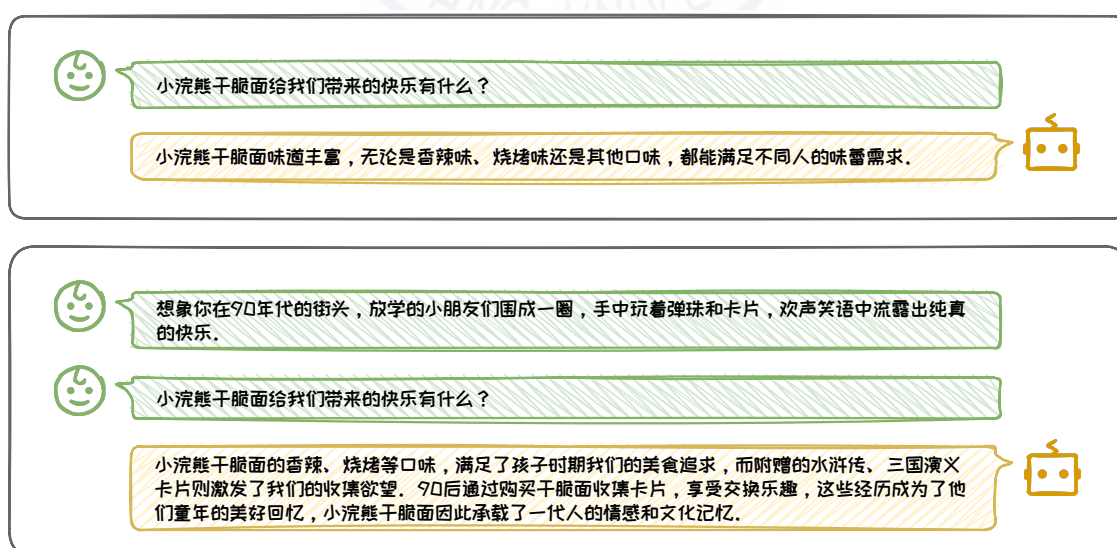 小浣熊干脆面给我们带来的快乐有什么？
小浣熊干脆面味道丰富，无论是香辣味、烧烤味还是其他口味，都能满足不同人的味蕾需求.
想象你在90年代的街头，放学的小朋友们围成一圈，手中玩着弹珠和卡片，欢声笑语中流露出纯真
的快乐.
小浣熊干脆面给我们带来的快乐有什么？
小浣熊干脆面的香辣、烧烤等口味，满足了孩子时期我们的美食追求，而附赠的水浒传、三国演义
卡片则激发了我们的收集欲望. 90后通过购买干脆面收集卡片，享受交换乐趣，这些经历成为了他
们童年的美好回忆，小浣熊干脆面因此承载了一代人的情感和文化记忆.